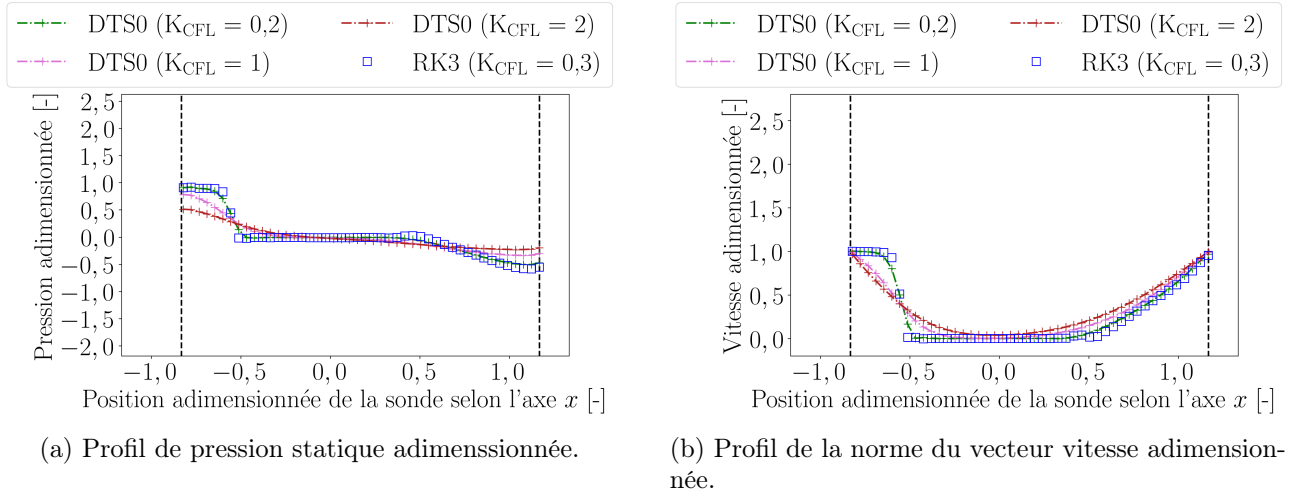 DTS0 (K_CFL = 0,2)
DTS0 (K_CFL = 2)
DTS0 (K_CFL = 1)
RK3 (K_CFL = 0,3)
Pression adimensionnée [-]
2, 5
2, 0
1, 5
1, 0
0, 5
0, 0
−0, 5
−1, 0
−1, 5
−2, 0
−1, 0
−0, 5
0, 0
0, 5
1, 0
Position adimensionnée de la sonde selon l'axe x [-]
(a) Profil de pression statique adimenssionnée.
DTS0 (K_CFL = 0,2)
DTS0 (K_CFL = 2)
DTS0 (K_CFL = 1)
RK3 (K_CFL = 0,3)
Vitesse adimensionnée [-]
2, 5
2, 0
1, 5
1, 0
0, 5
0, 0
−1, 0
−0, 5
0, 0
0, 5
1, 0
Position adimensionnée de la sonde selon l'axe x [-]
(b) Profil de la norme du vecteur vitesse adimension-
née.